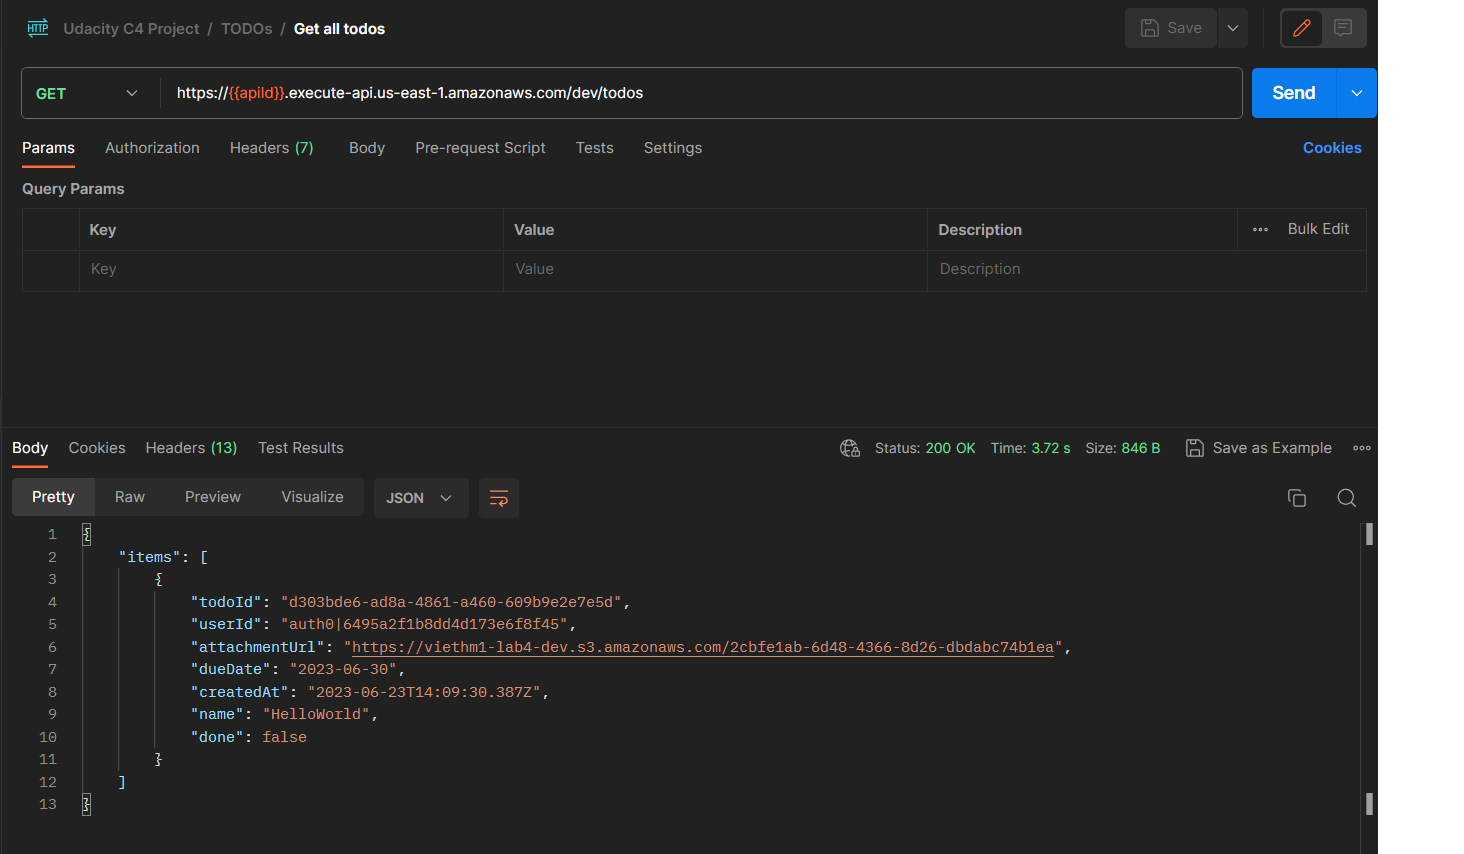 HTTP Udacity C4 Project / TODOs / Get all todos Save
GET https://{{apiId}}.execute-api.us-east-1.amazonaws.com/dev/todos Send
Params Authorization Headers (7) Body Pre-request Script Tests Settings Cookies
Query Params
Key Value Description Bulk Edit
Key Value Description
Body Cookies Headers (13) Test Results Status: 200 OK Time: 3.72 s Size: 846 B Save as Example
Pretty Raw Preview Visualize JSON
1 {
2 "items": [
3 {
4 "todoId": "d303bde6-ad8a-4861-a460-609b9e2e7e5d",
5 "userId": "auth0|6495a2f1b8dd4d173e6f8f45",
6 "attachmentUrl": "https://viethm1-lab4-dev.s3.amazonaws.com/2cbfe1ab-6d48-4366-8d26-dbdabc74b1ea",
7 "dueDate": "2023-06-30",
8 "createdAt": "2023-06-23T14:09:30.387Z",
9 "name": "HelloWorld",
10 "done": false
11 }
12 ]
13 }